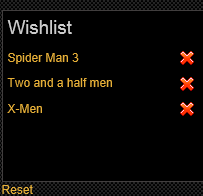 Wishlist
Spider Man 3
Two and a half men
X-Men
Reset